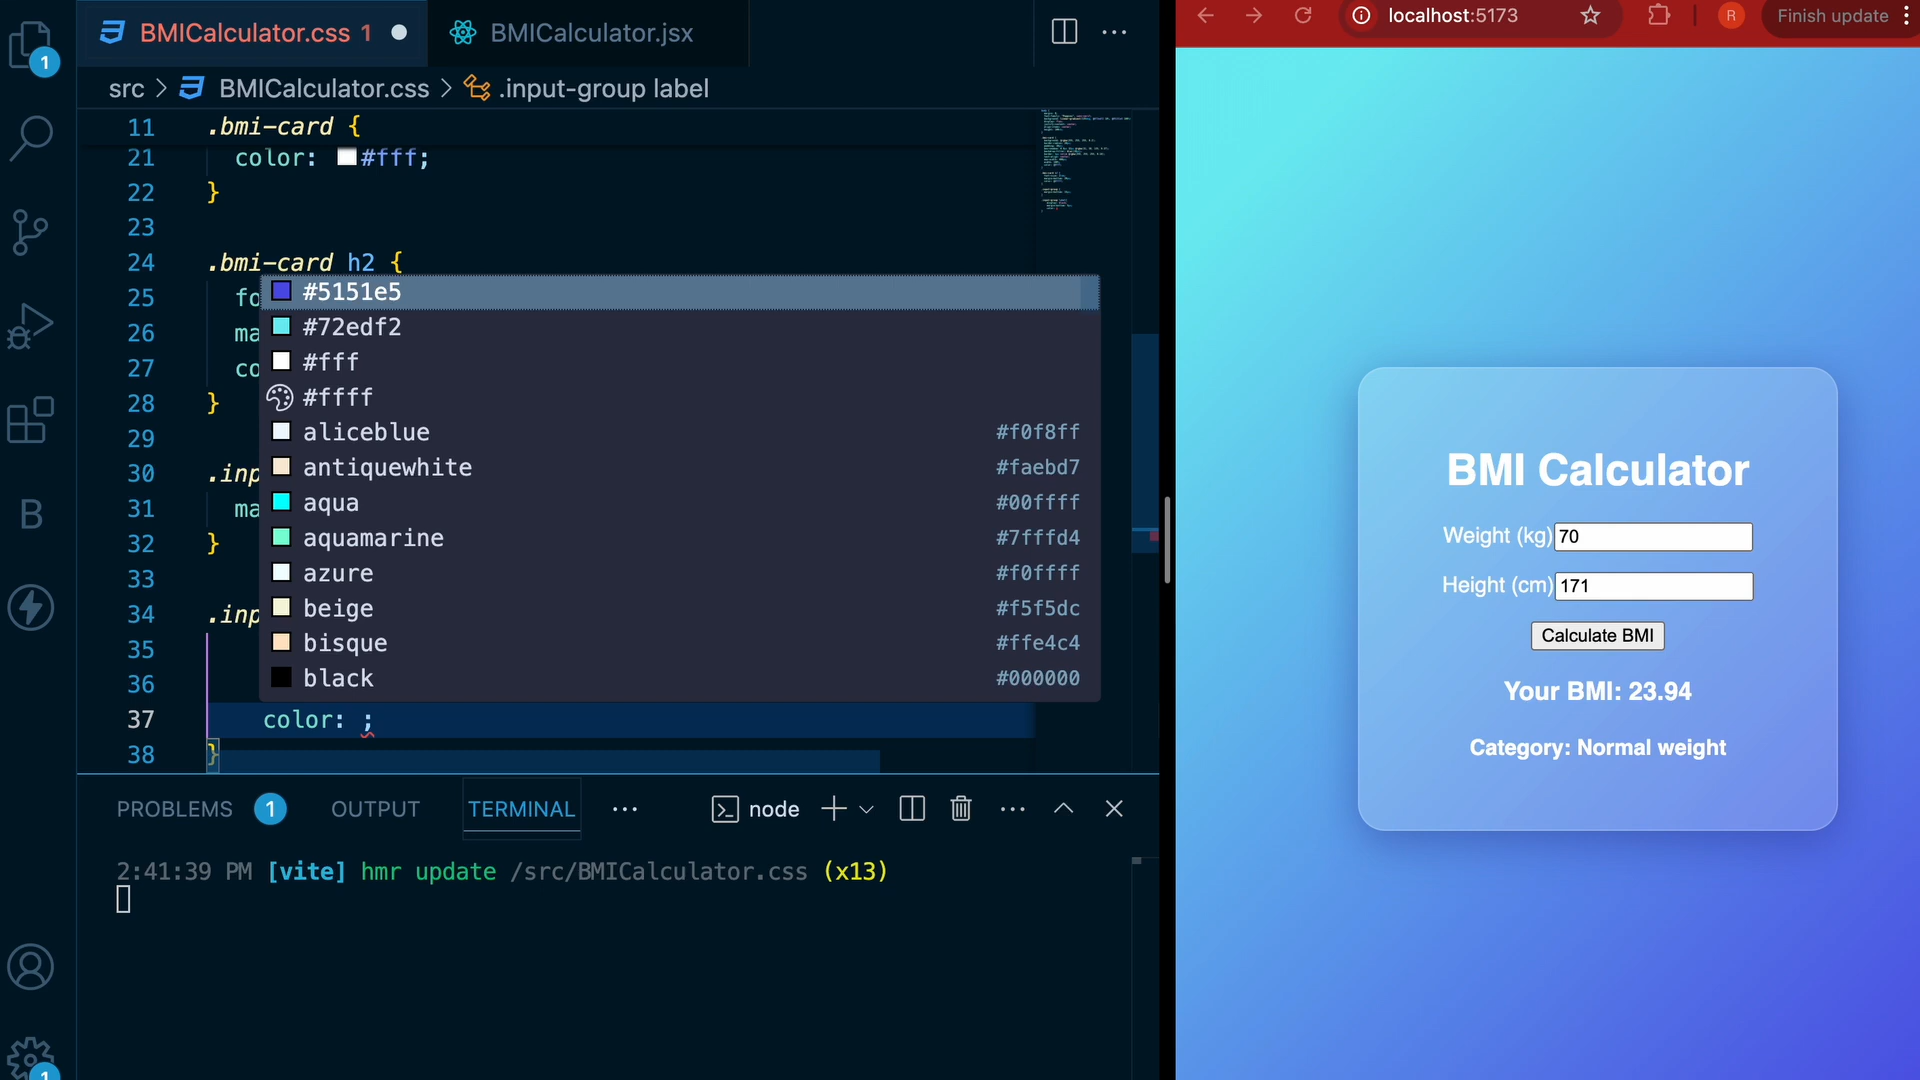 BMICalculator.css 1
BMICalculator.jsx
src > BMICalculator.css > .input-group label
11 .bmi-card {
21 color: #fff;
22 }
23
24 .bmi-card h2 {
25 fo
26 ma
27 co
28 }
29
30 .inp
31 ma
32 }
33
34 .inp
35
36
37 color: ;
38 }
#5151e5
#72edf2
#fff
#ffff
aliceblue #f0f8ff
antiquewhite #faebd7
aqua #00ffff
aquamarine #7fffd4
azure #f0ffff
beige #f5f5dc
bisque #ffe4c4
black #000000
PROBLEMS 1 OUTPUT TERMINAL ... node
2:41:39 PM [vite] hmr update /src/BMICalculator.css (x13)
1
B
1
localhost:5173
R
Finish update
BMI Calculator
Weight (kg) 70
Height (cm) 171
Calculate BMI
Your BMI: 23.94
Category: Normal weight